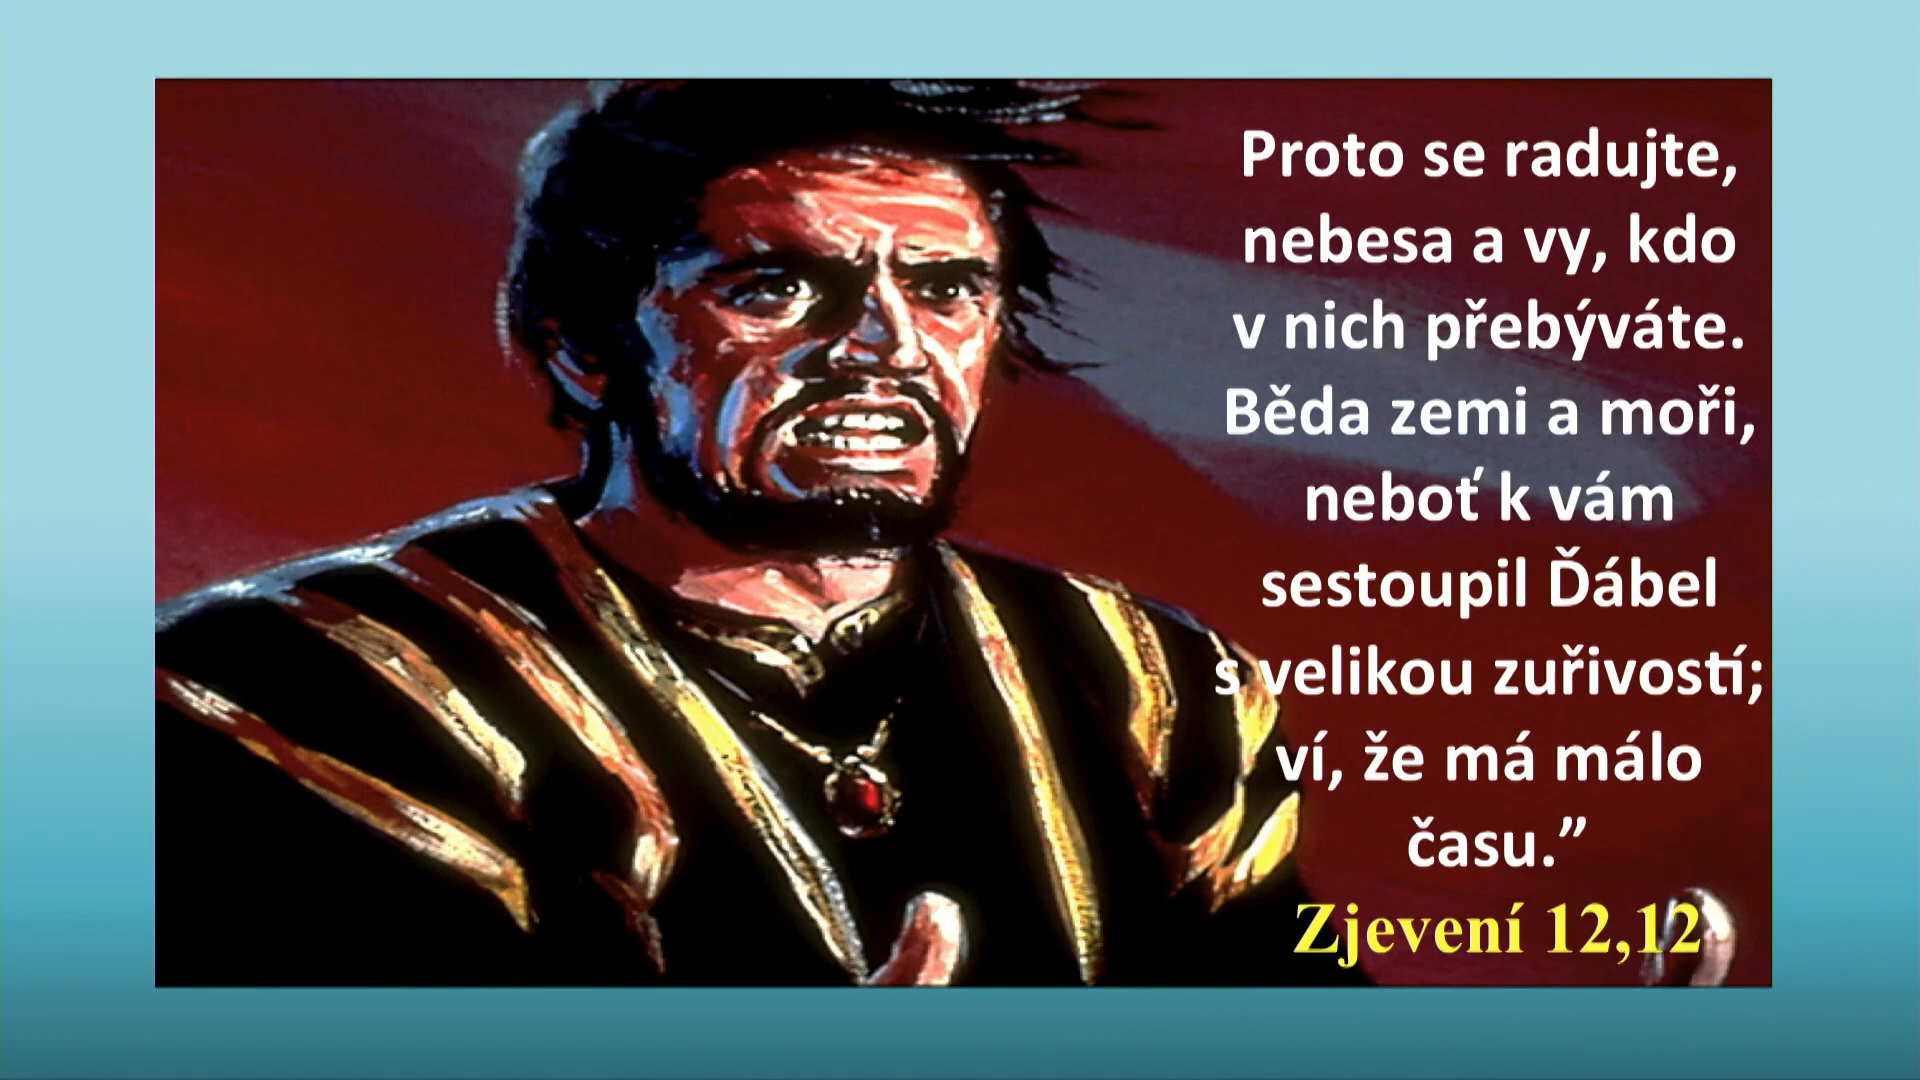 Proto se radujte,
nebesa a vy, kdo
v nich přebýváte.
Běda zemi a moři,
neboť k vám
sestoupil Ďábel
s velikou zuřivostí;
ví, že má málo
času.”
Zjevení 12,12